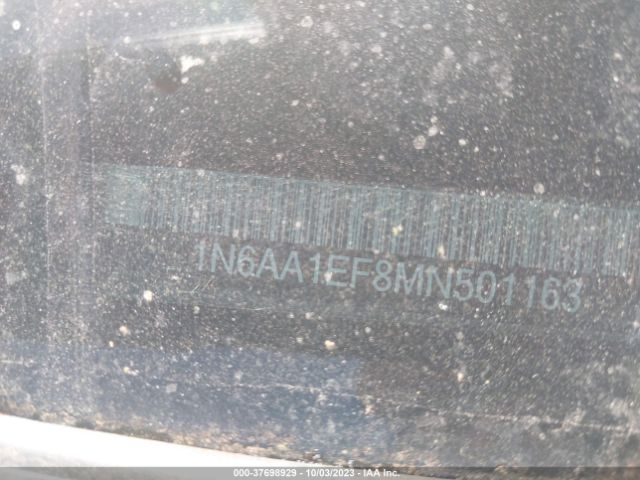 1N6AA1EF8MN501163
000-37698929 - 10/03/2023 - IAA Inc.